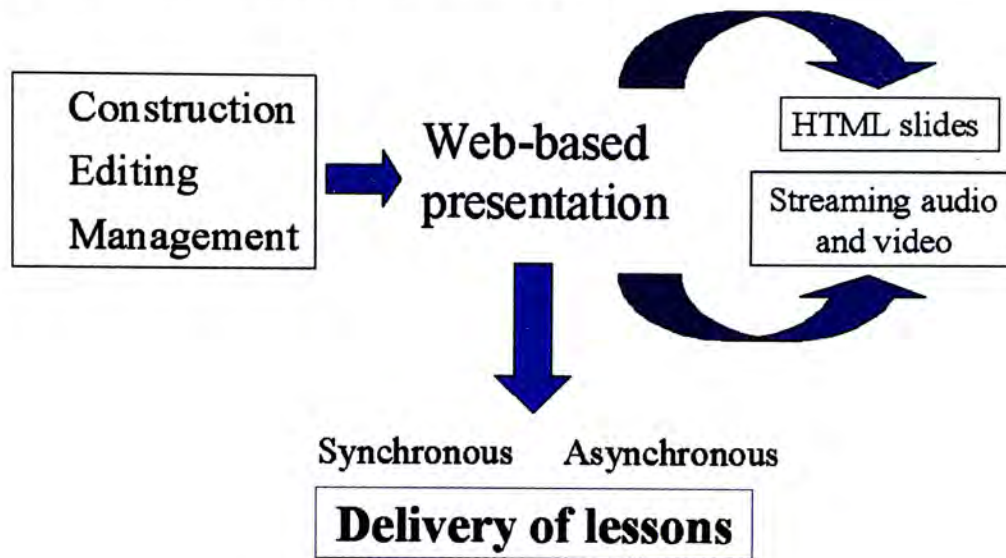 Construction
Editing
Management
Web-based
presentation
HTML slides
Streaming audio
and video
Synchronous Asynchronous
Delivery of lessons